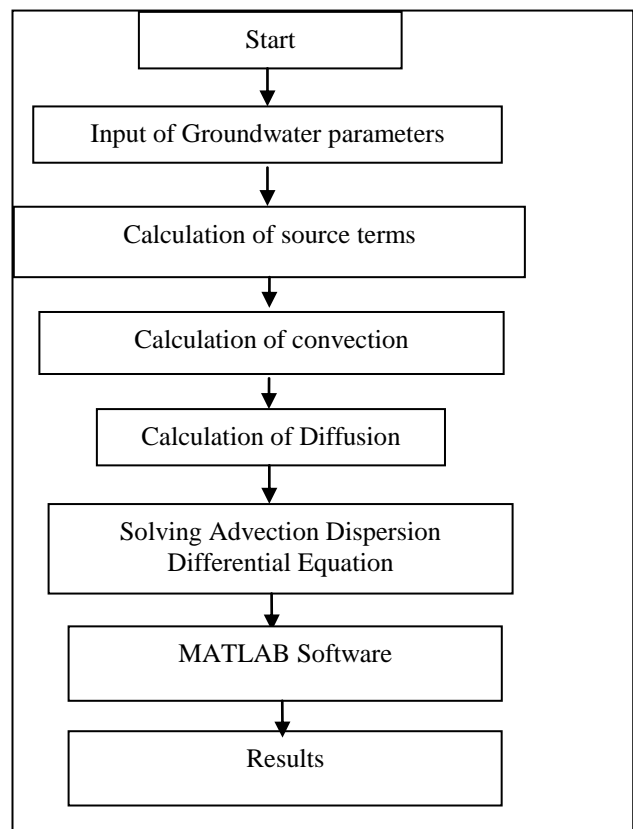 Start
Input of Groundwater parameters
Calculation of source terms
Calculation of convection
Calculation of Diffusion
Solving Advection Dispersion
Differential Equation
MATLAB Software
Results